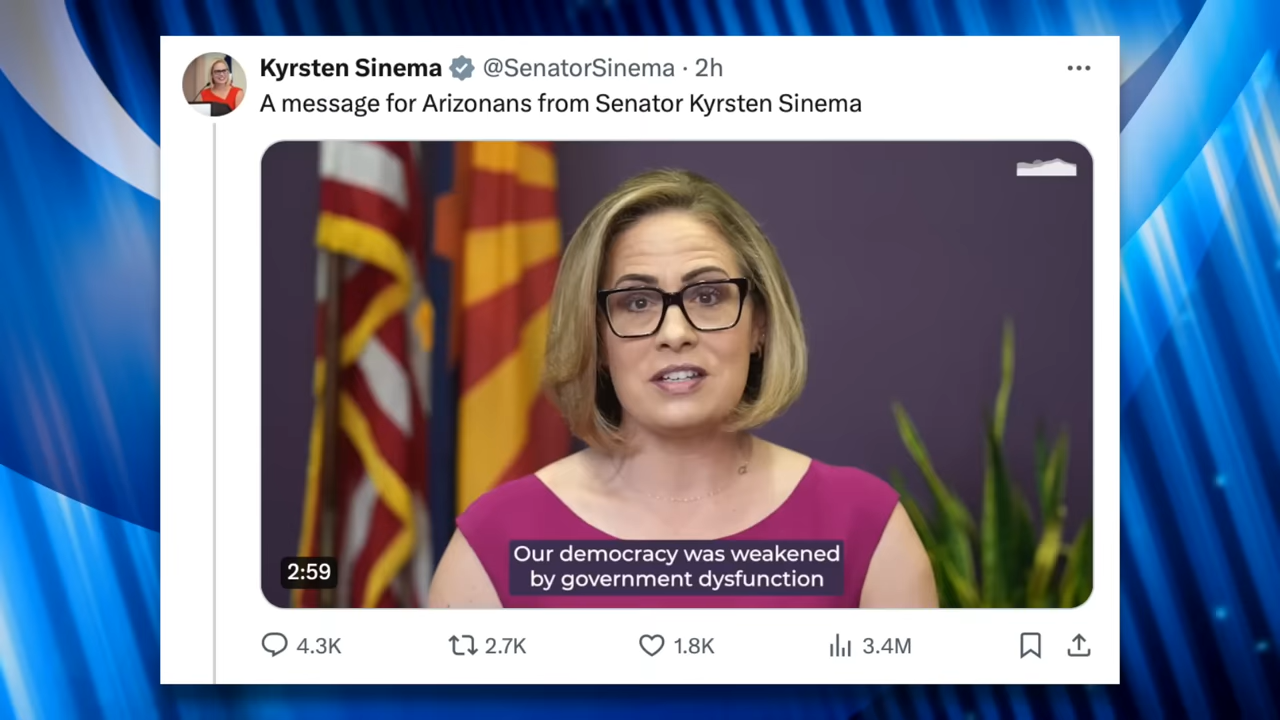 Kyrsten Sinema @SenatorSinema · 2h
A message for Arizonans from Senator Kyrsten Sinema
Our democracy was weakened
by government dysfunction
2:59
4.3K 2.7K 1.8K 3.4M